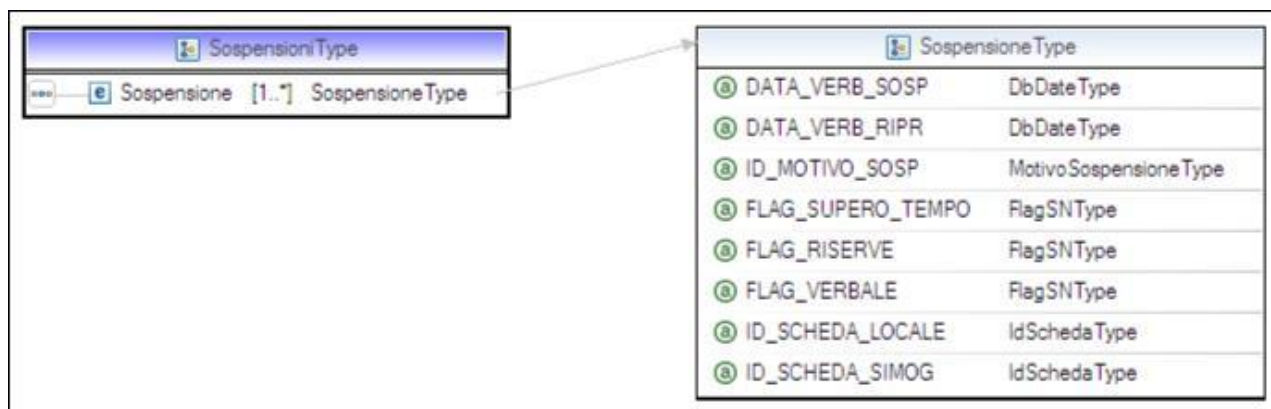 SospensioniType
e Sospensione [1..*] SospensioneType
SospensioneType
a DATA_VERB_SOSP DbDateType
a DATA_VERB_RIPR DbDateType
a ID_MOTIVO_SOSP MotivoSospensioneType
a FLAG_SUPERO_TEMPO FlagSNType
a FLAG_RISERVE FlagSNType
a FLAG_VERBALE FlagSNType
a ID_SCHEDA_LOCALE IdSchedaType
a ID_SCHEDA_SIMOG IdSchedaType